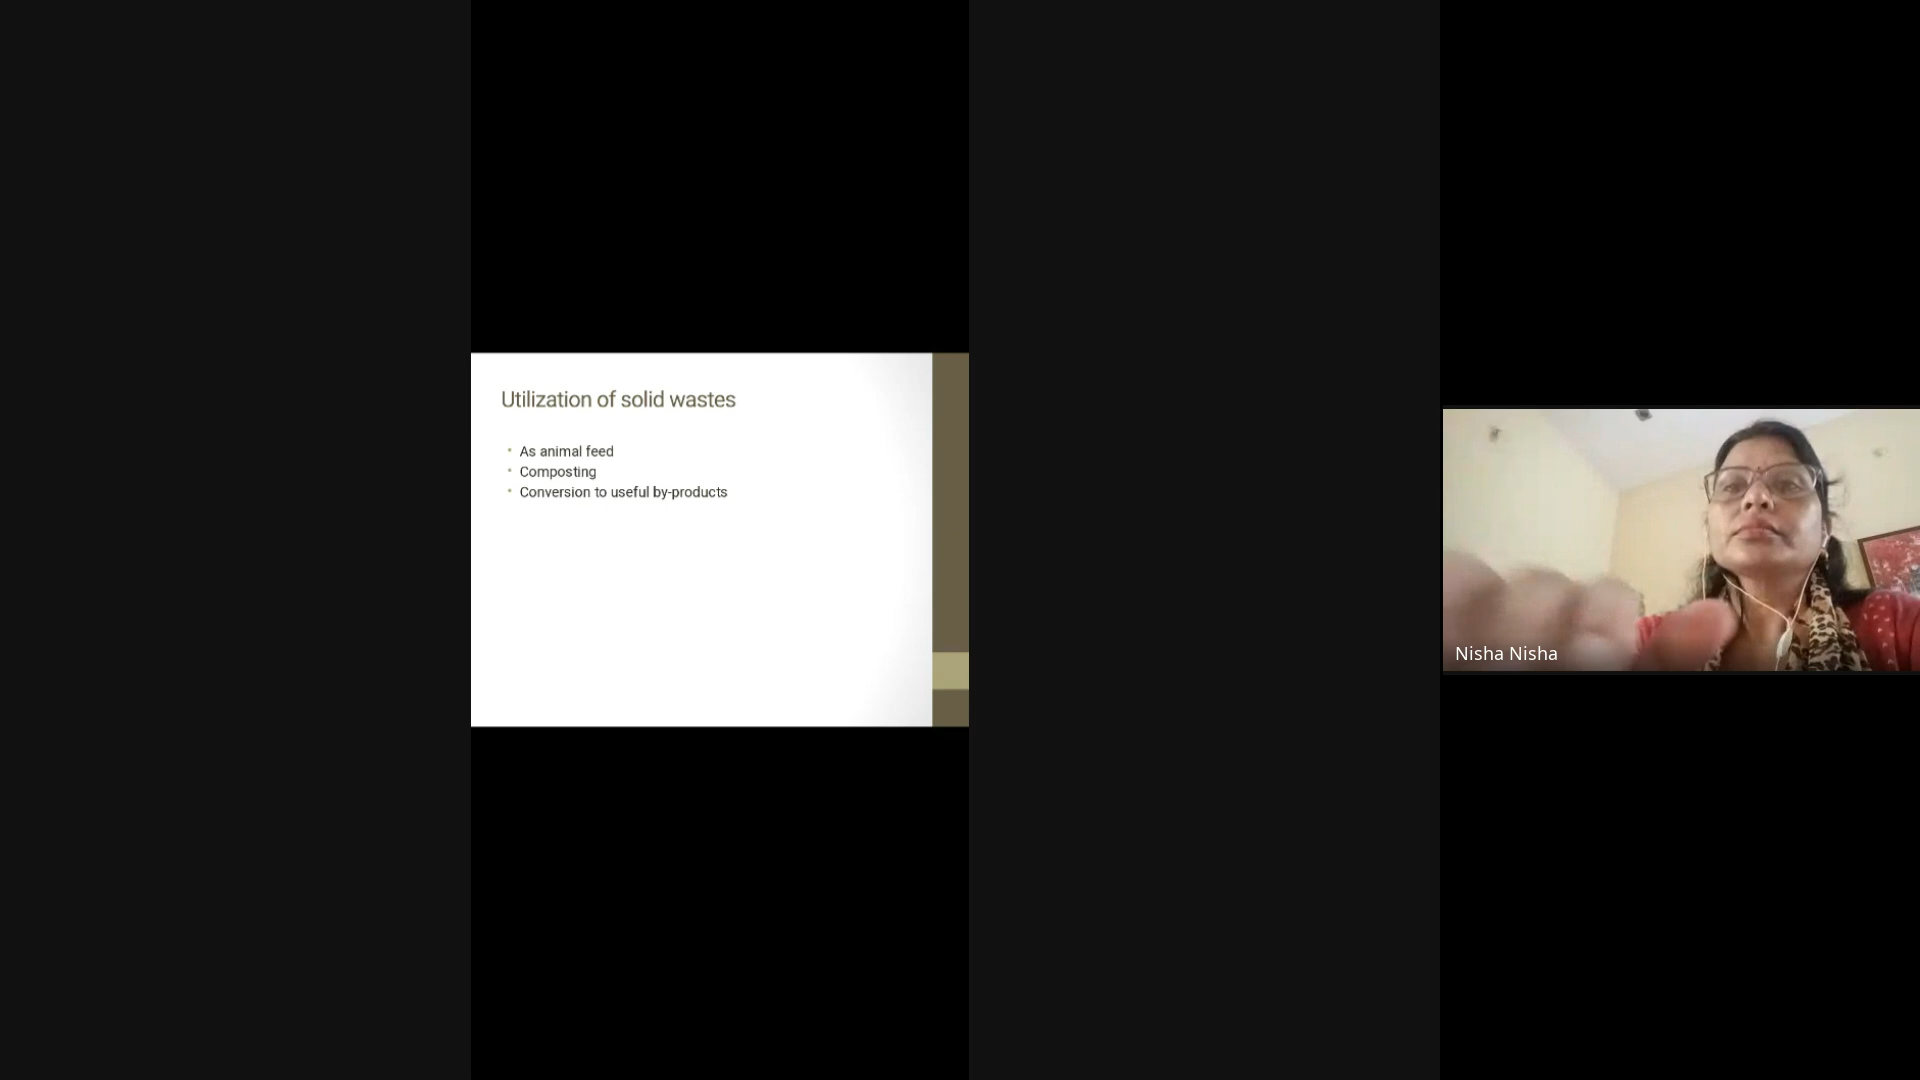 Utilization of solid wastes
• As animal feed
• Composting
• Conversion to useful by-products
Nisha Nisha